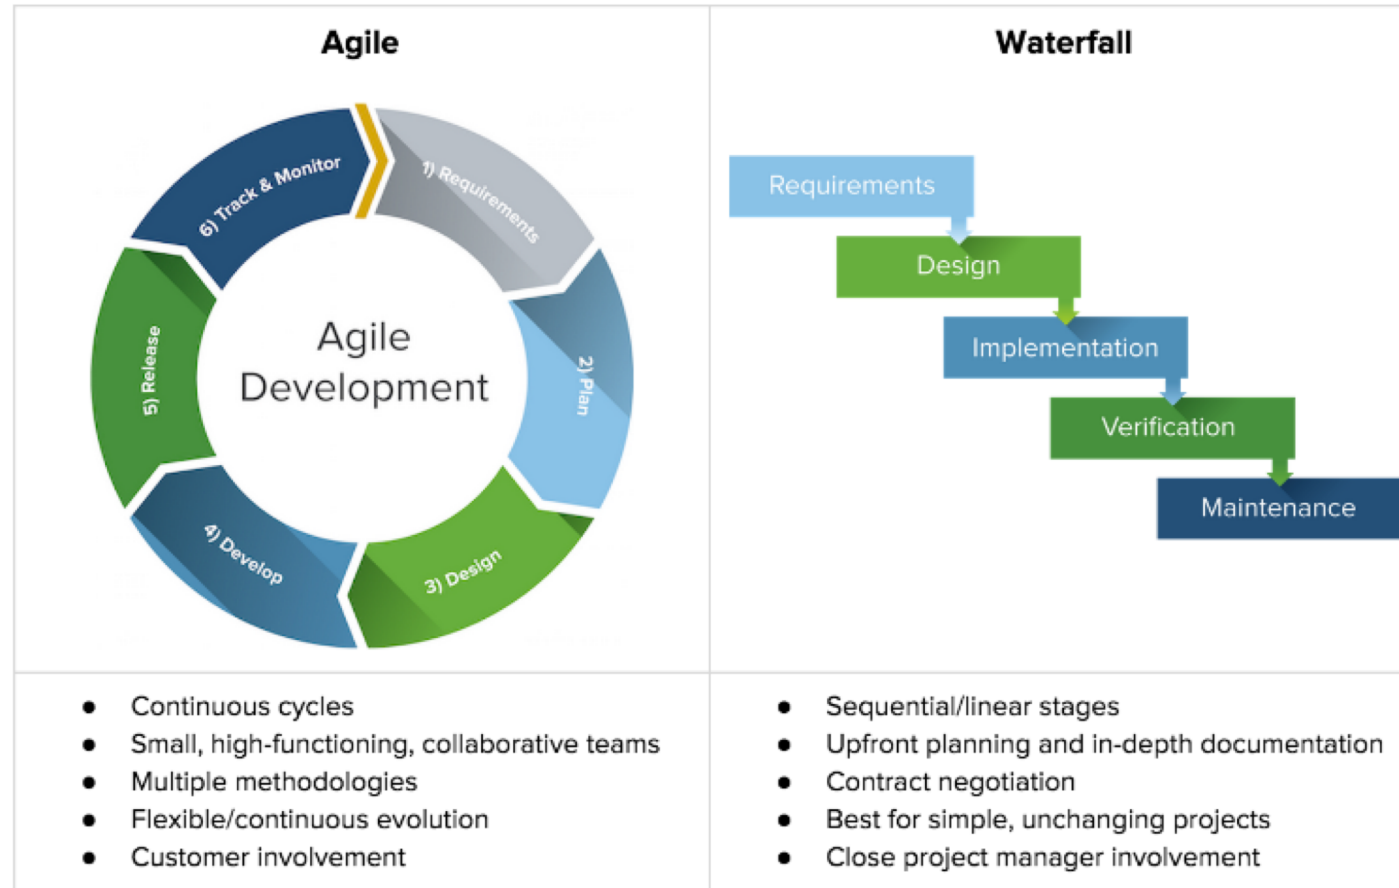 Agile
1) Requirements
2) Plan
3) Design
4) Develop
5) Release
6) Track & Monitor
Agile
Development
● Continuous cycles
● Small, high-functioning, collaborative teams
● Multiple methodologies
● Flexible/continuous evolution
● Customer involvement
Waterfall
Requirements
Design
Implementation
Verification
Maintenance
● Sequential/linear stages
● Upfront planning and in-depth documentation
● Contract negotiation
● Best for simple, unchanging projects
● Close project manager involvement